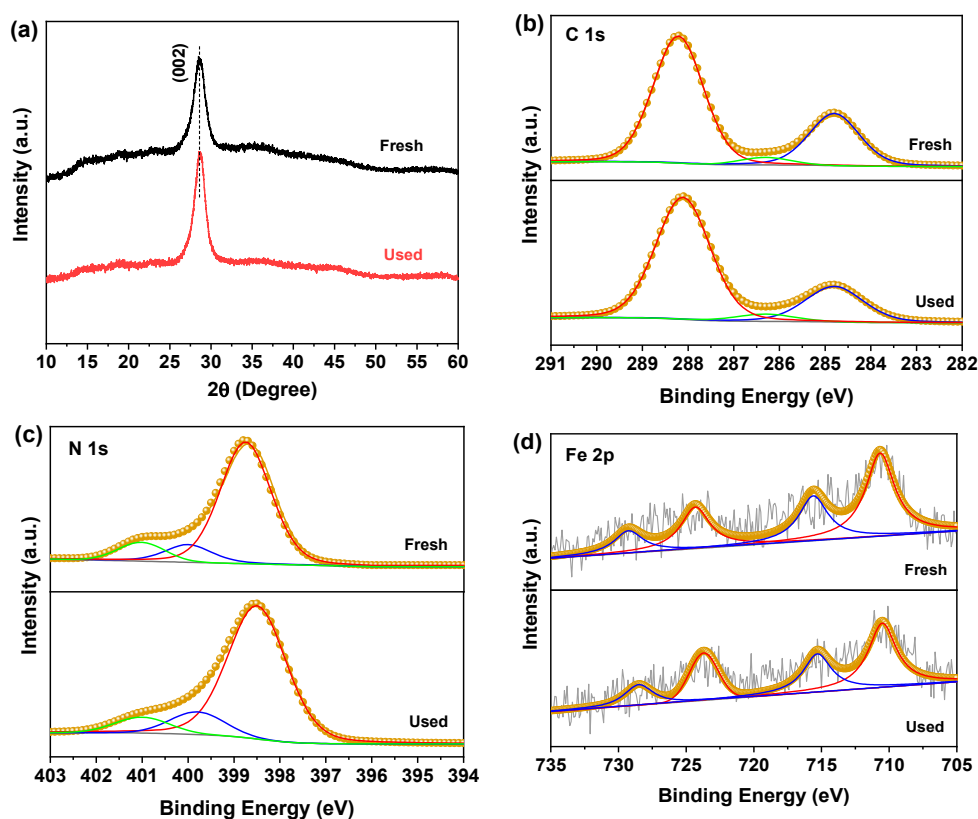 (a)
(002)
Fresh
Used
Intensity (a.u.)
10 15 20 25 30 35 40 45 50 55 60
2θ (Degree)
(b)
C 1s
Fresh
Used
Intensity (a.u.)
291 290 289 288 287 286 285 284 283 282
Binding Energy (eV)
(c)
N 1s
Fresh
Used
Intensity (a.u.)
403 402 401 400 399 398 397 396 395 394
Binding Energy (eV)
(d)
Fe 2p
Fresh
Used
Intensity (a.u.)
735 730 725 720 715 710 705
Binding Energy (eV)